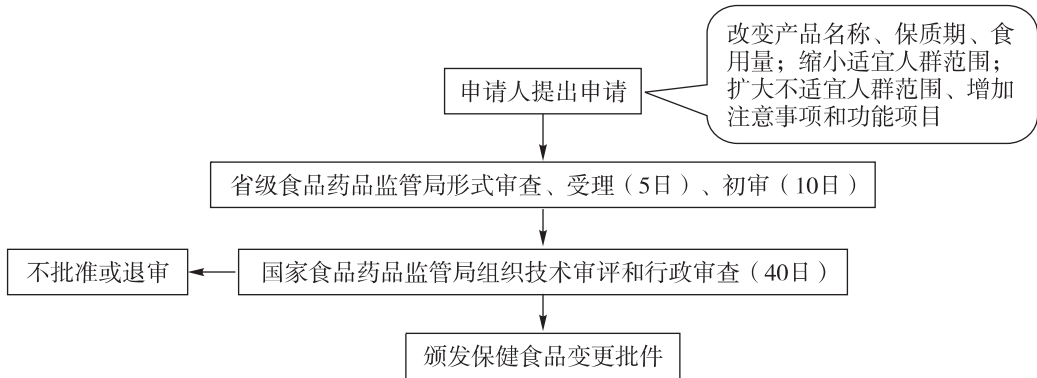 改变产品名称、保质期、食
用量；缩小适宜人群范围；
扩大不适宜人群范围、增加
注意事项和功能项目
申请人提出申请
省级食品药品监管局形式审查、受理（5日）、初审（10日）
不批准或退审
国家食品药品监管局组织技术审评和行政审查（40日）
颁发保健食品变更批件